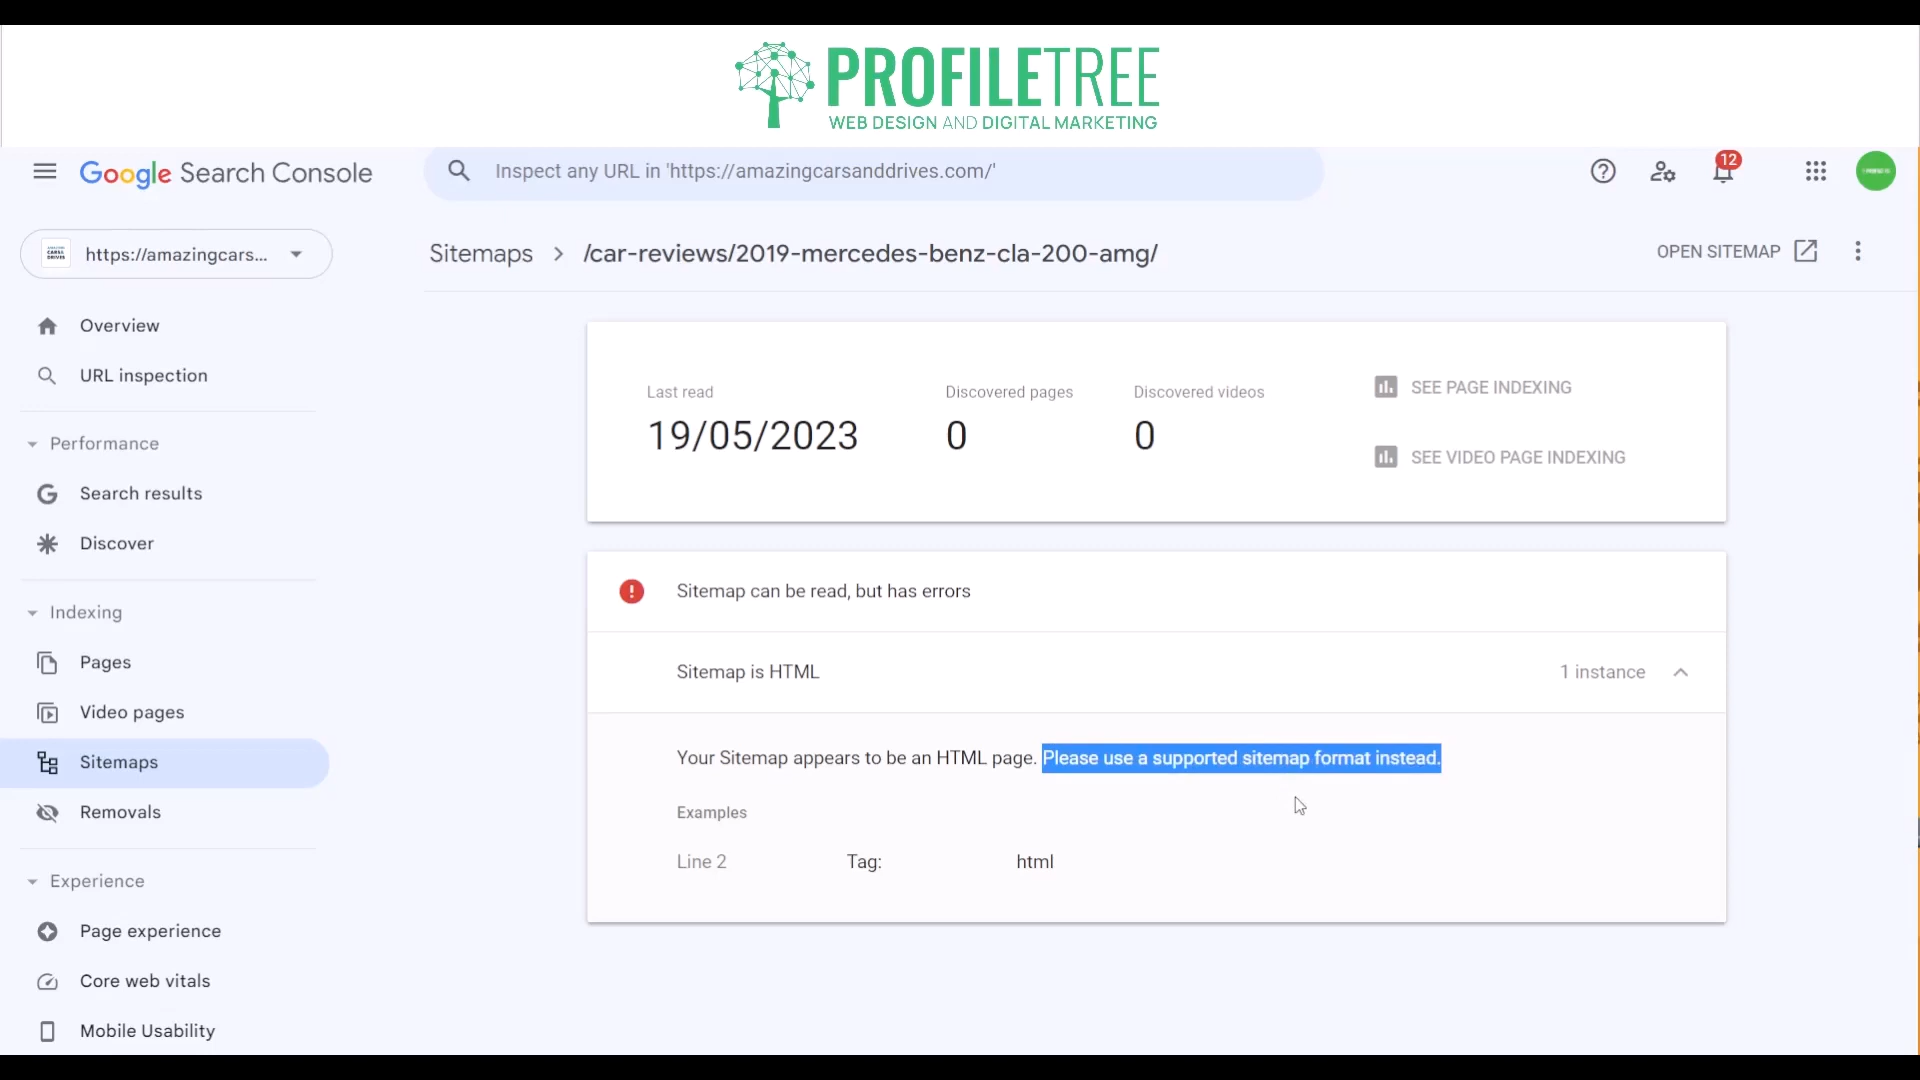 PROFILETREE
WEB DESIGN AND DIGITAL MARKETING
Google Search Console
Inspect any URL in 'https://amazingcarsanddrives.com/'
12
https://amazingcars...
Sitemaps > /car-reviews/2019-mercedes-benz-cla-200-amg/
OPEN SITEMAP
Overview
URL inspection
Performance
Search results
Discover
Indexing
Pages
Video pages
Sitemaps
Removals
Experience
Page experience
Core web vitals
Mobile Usability
Last read
19/05/2023
Discovered pages
0
Discovered videos
0
SEE PAGE INDEXING
SEE VIDEO PAGE INDEXING
Sitemap can be read, but has errors
Sitemap is HTML
1 instance
Your Sitemap appears to be an HTML page. Please use a supported sitemap format instead.
Examples
Line 2 Tag: html